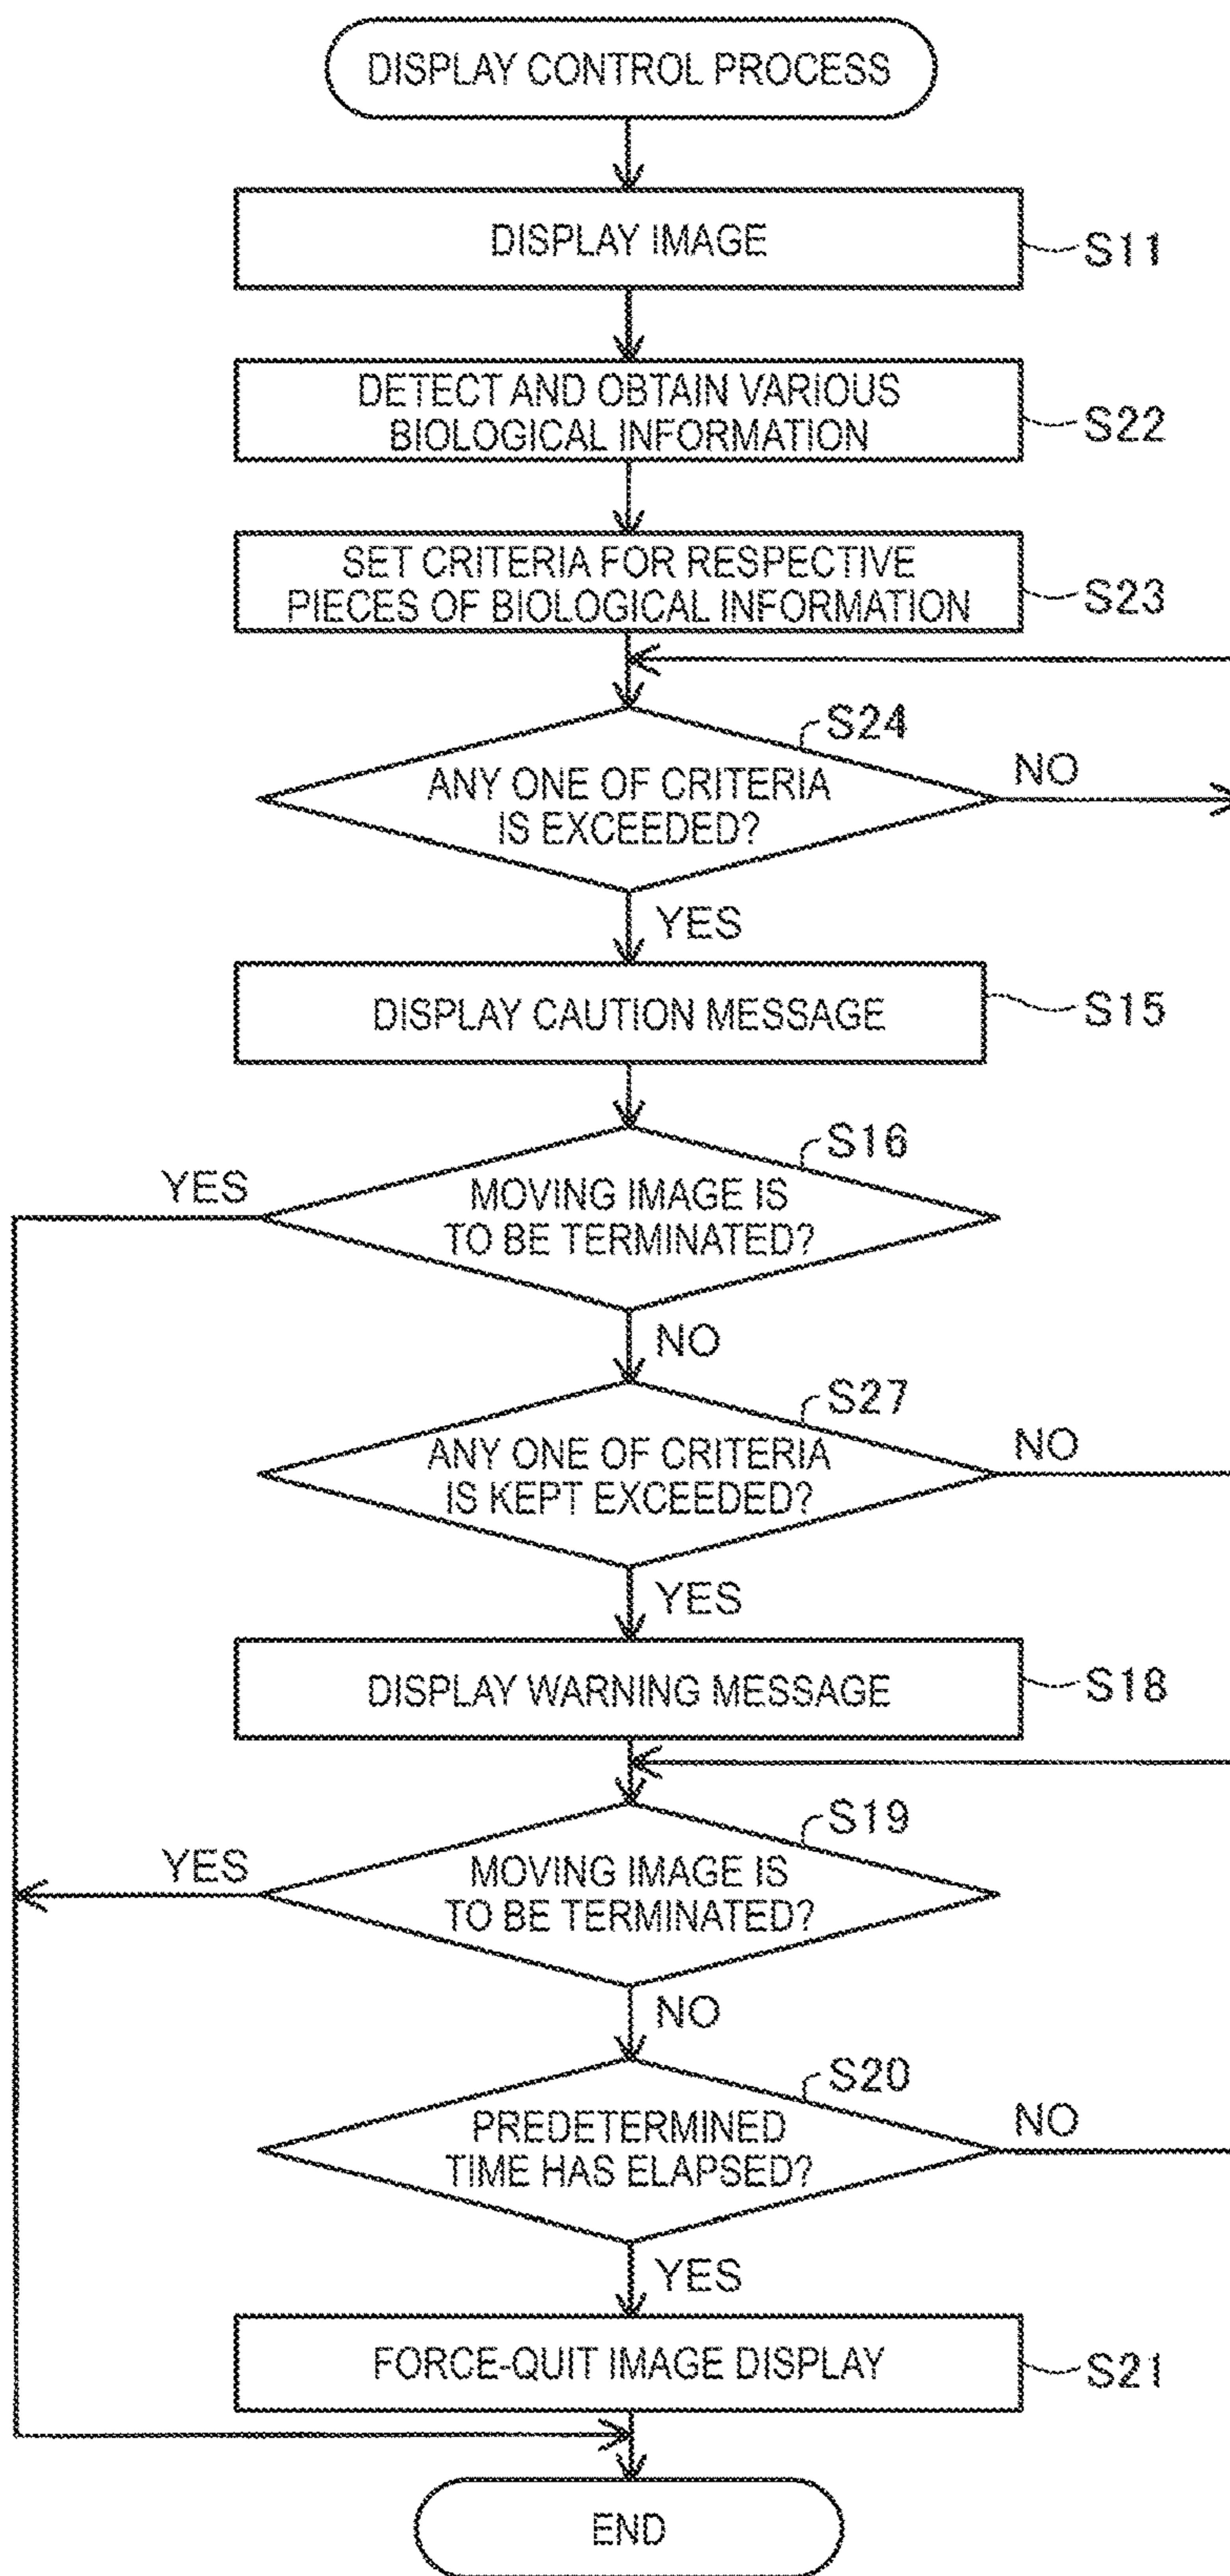 DISPLAY CONTROL PROCESS
DISPLAY IMAGE
S11
DETECT AND OBTAIN VARIOUS
BIOLOGICAL INFORMATION
S22
SET CRITERIA FOR RESPECTIVE
PIECES OF BIOLOGICAL INFORMATION
S23
S24
ANY ONE OF CRITERIA
IS EXCEEDED?
NO
YES
DISPLAY CAUTION MESSAGE
S15
S16
YES
MOVING IMAGE IS
TO BE TERMINATED?
NO
S27
ANY ONE OF CRITERIA
IS KEPT EXCEEDED?
NO
YES
DISPLAY WARNING MESSAGE
S18
S19
YES
MOVING IMAGE IS
TO BE TERMINATED?
NO
S20
PREDETERMINED
TIME HAS ELAPSED?
NO
YES
FORCE-QUIT IMAGE DISPLAY
S21
END